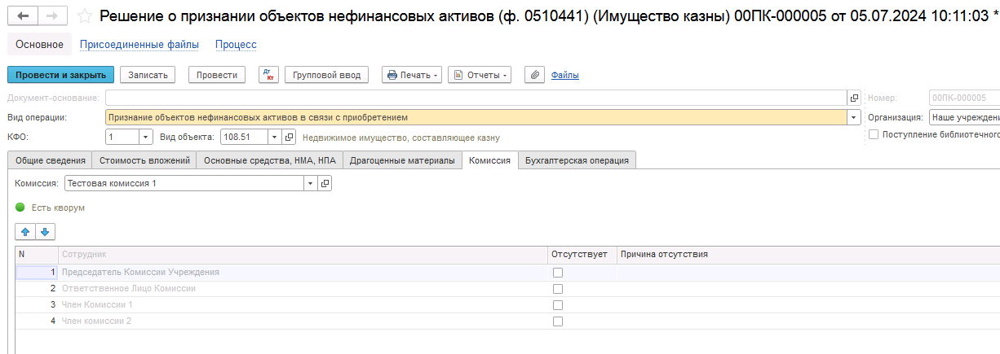 Решение о признании объектов нефинансовых активов (ф. 0510441) (Имущество казны) 00ПК-000005 от 05.07.2024 10:11:03 *
Основное Присоединенные файлы Процесс
Провести и закрыть Записать Провести Дт Кт Групповой ввод Печать Отчеты Файлы
Документ-основание: Номер: 00ПК-000005
Вид операции: Признание объектов нефинансовых активов в связи с приобретением Организация: Наше учрежден
КФО: 1 Вид объекта: 108.51 Недвижимое имущество, составляющее казну Поступление библиотечного
Общие сведения Стоимость вложений Основные средства, НМА, НПА Драгоценные материалы Комиссия Бухгалтерская операция
Комиссия: Тестовая комиссия 1
Есть кворум
N Сотрудник Отсутствует Причина отсутствия
1 Председатель Комиссии Учреждения
2 Ответственное Лицо Комиссии
3 Член Комиссии 1
4 Член комиссии 2